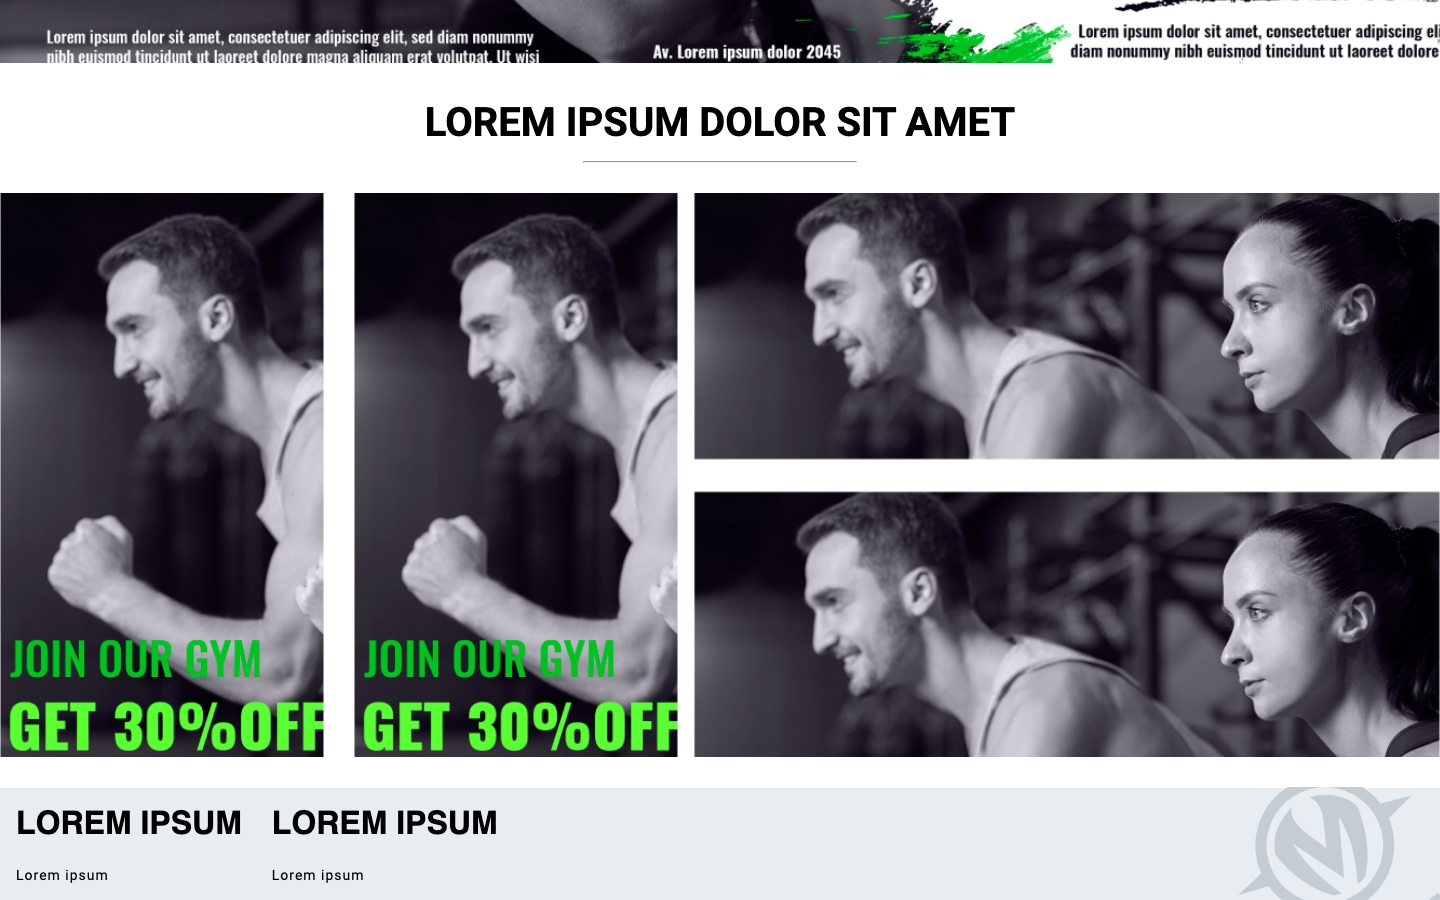 Lorem ipsum dolor sit amet, consectetuer adipiscing elit, sed diam nonummy
nibh euismod tincidunt ut laoreet dolore magna aliquam erat volutpat. Ut wisi
Av. Lorem ipsum dolor 2045
Lorem ipsum dolor sit amet, consectetuer adipiscing eli
diam nonummy nibh euismod tincidunt ut laoreet dolore
LOREM IPSUM DOLOR SIT AMET
JOIN OUR GYM
GET 30%OFF
JOIN OUR GYM
GET 30%OFF
LOREM IPSUM
Lorem ipsum
LOREM IPSUM
Lorem ipsum